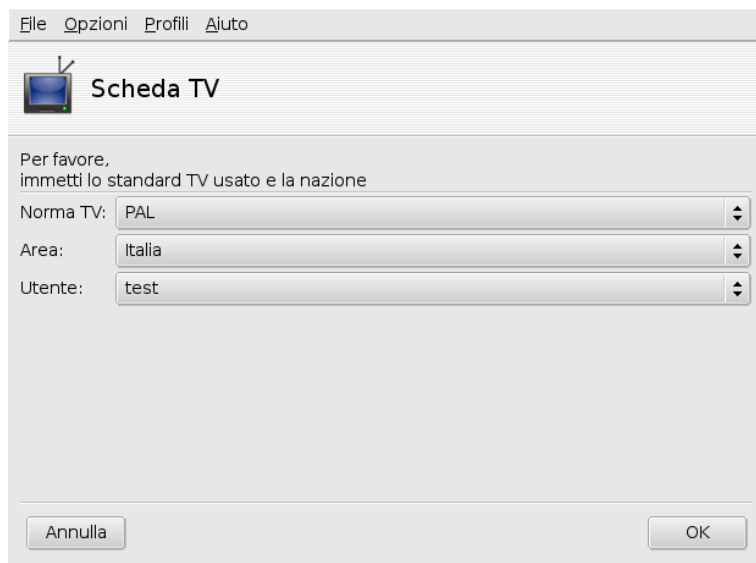 File Opzioni Profili Aiuto
Scheda TV
Per favore,
immetti lo standard TV usato e la nazione
Norma TV: PAL
Area: Italia
Utente: test
Annulla OK